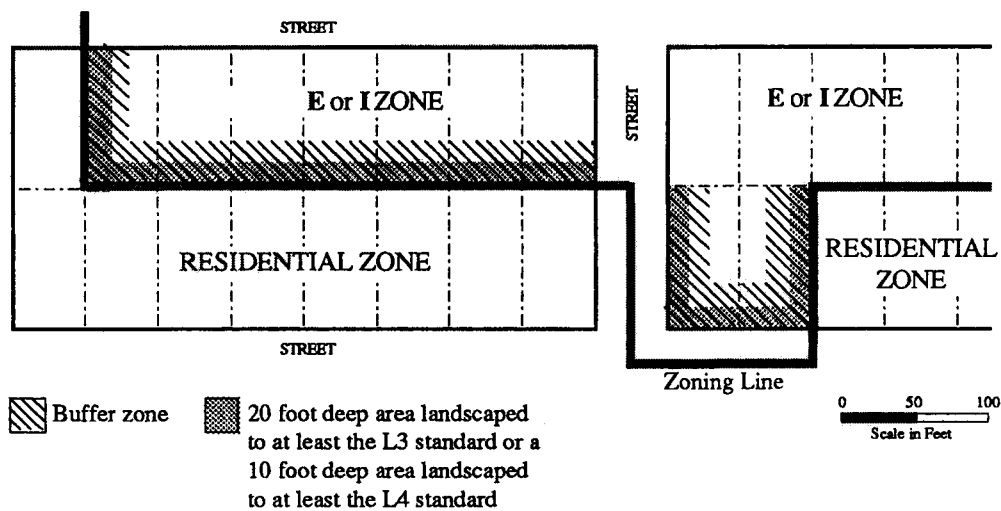 STREET
E or I ZONE
STREET
E or I ZONE
RESIDENTIAL ZONE
RESIDENTIAL
ZONE
STREET
Zoning Line
Buffer zone
20 foot deep area landscaped
to at least the L3 standard or a
10 foot deep area landscaped
to at least the L4 standard
0 50 100
Scale in Feet